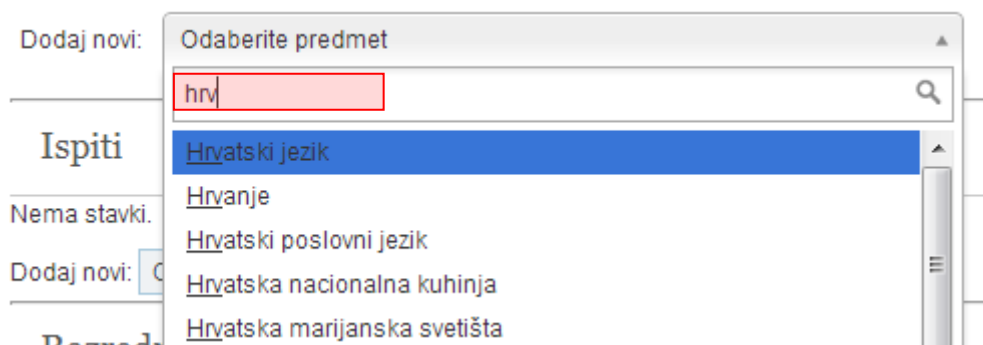 Dodaj novi: Odaberite predmet
hrv
Ispiti
Hrvatski jezik
Hrvanje
Nema stavki.
Hrvatski poslovni jezik
Dodaj novi:
Hrvatska nacionalna kuhinja
Hrvatska marijanska svetišta